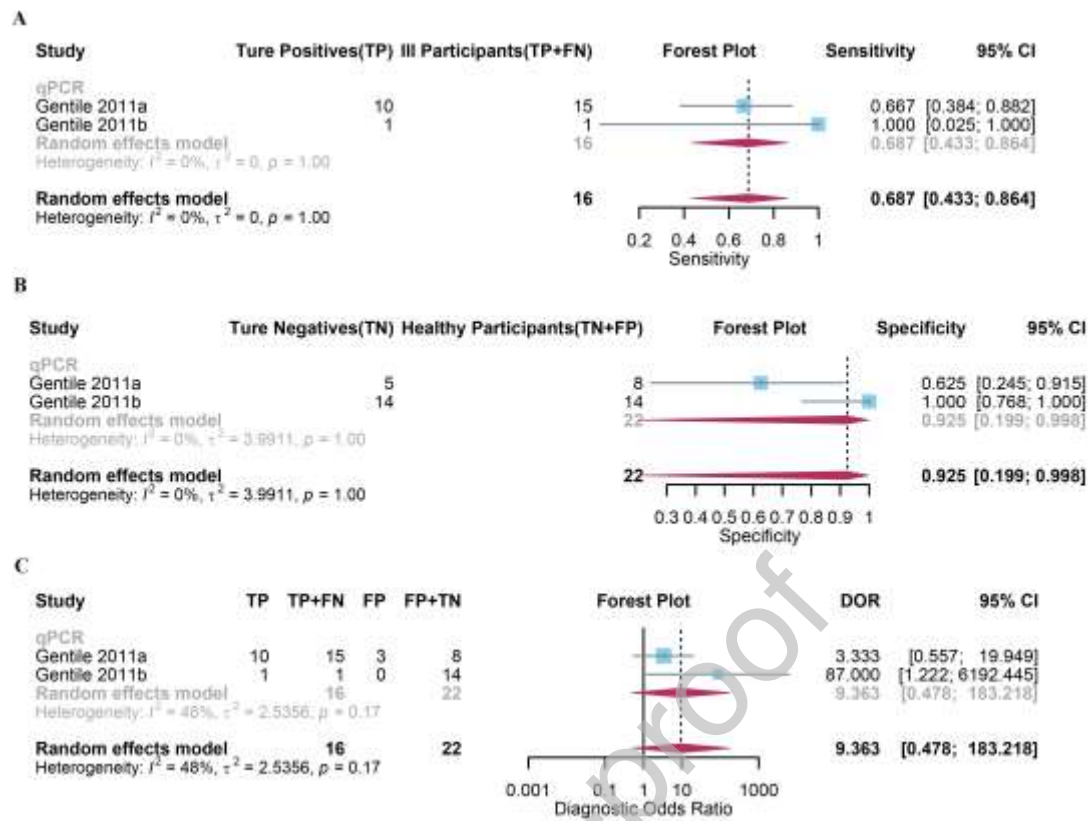 A
Study Ture Positives(TP) Ill Participants(TP+FN) Forest Plot Sensitivity 95% CI
qPCR
Gentile 2011a 10 15 0.667 [0.384; 0.882]
Gentile 2011b 1 1 1.000 [0.025; 1.000]
Random effects model 16 0.687 [0.433; 0.864]
Heterogeneity: I² = 0%, τ² = 0, p = 1.00
Random effects model 16 0.687 [0.433; 0.864]
Heterogeneity: I² = 0%, τ² = 0, p = 1.00
0.2 0.4 0.6 0.8 1
Sensitivity
B
Study Ture Negatives(TN) Healthy Participants(TN+FP) Forest Plot Specificity 95% CI
qPCR
Gentile 2011a 5 8 0.625 [0.245; 0.915]
Gentile 2011b 14 14 1.000 [0.768; 1.000]
Random effects model 22 0.925 [0.199; 0.998]
Heterogeneity: I² = 0%, τ² = 3.9911, p = 1.00
Random effects model 22 0.925 [0.199; 0.998]
Heterogeneity: I² = 0%, τ² = 3.9911, p = 1.00
0.3 0.4 0.5 0.6 0.7 0.8 0.9 1
Specificity
C
Study TP TP+FN FP FP+TN Forest Plot DOR 95% CI
qPCR
Gentile 2011a 10 15 3 8 3.333 [0.557; 19.949]
Gentile 2011b 1 1 0 14 87.000 [1.222; 6192.445]
Random effects model 16 22 9.363 [0.478; 183.218]
Heterogeneity: I² = 48%, τ² = 2.5356, p = 0.17
Random effects model 16 22 9.363 [0.478; 183.218]
Heterogeneity: I² = 48%, τ² = 2.5356, p = 0.17
0.001 0.1 1 10 1000
Diagnostic Odds Ratio
proof